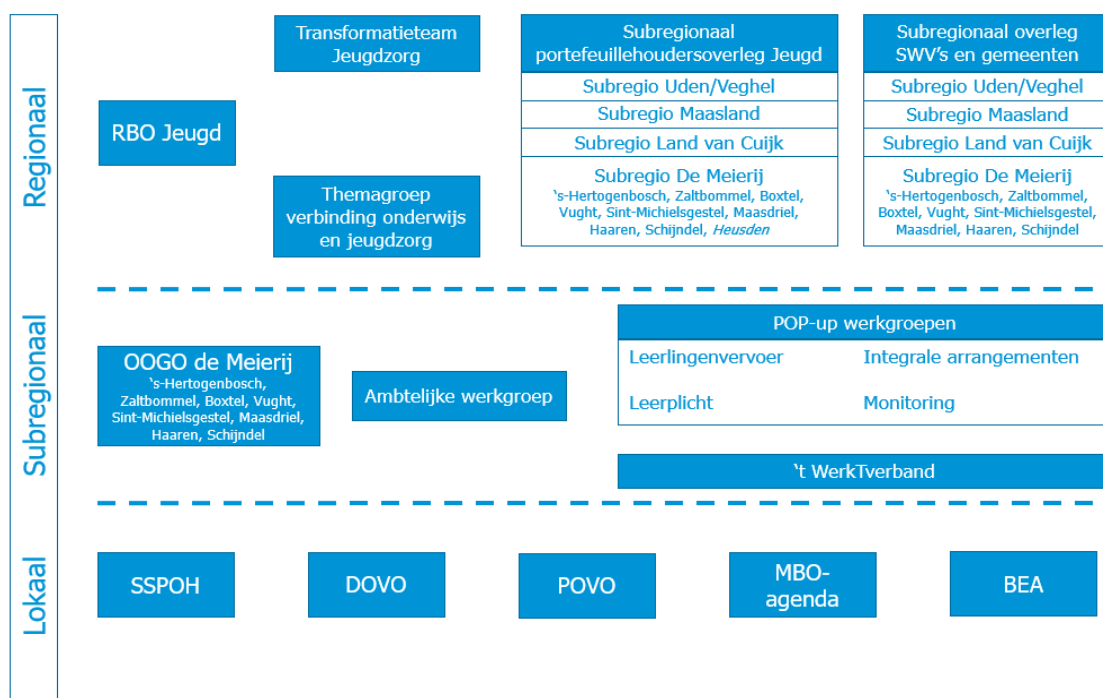 Regionaal
RBO Jeugd
Transformatieteam
Jeugdzorg
Themagroep
verbinding onderwijs
en jeugdzorg
Subregionaal
portefeuillehoudersoverleg Jeugd
Subregio Uden/Veghel
Subregio Maasland
Subregio Land van Cuijk
Subregio De Meierij
‘s-Hertogenbosch, Zaltbommel, Boxtel,
Vught, Sint-Michielsgestel, Maasdriel,
Haaren, Schijndel, Heusden
Subregionaal overleg
SWV’s en gemeenten
Subregio Uden/Veghel
Subregio Maasland
Subregio Land van Cuijk
Subregio De Meierij
‘s-Hertogenbosch, Zaltbommel,
Boxtel, Vught, Sint-Michielsgestel,
Maasdriel, Haaren, Schijndel
Subregionaal
OOGO de Meierij
‘s-Hertogenbosch,
Zaltbommel, Boxtel, Vught,
Sint-Michielsgestel, Maasdriel,
Haaren, Schijndel
Ambtelijke werkgroep
POP-up werkgroepen
Leerlingenvervoer
Integrale arrangementen
Leerplicht
Monitoring
‘t WerkTverband
Lokaal
SSPOH
DOVO
POVO
MBO-
agenda
BEA